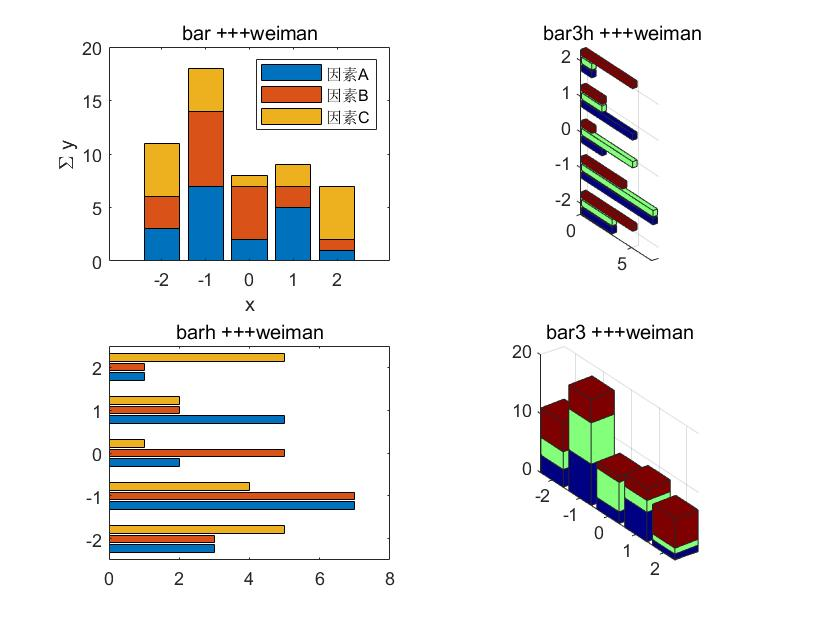 bar +++weiman
20
15
10
5
0
Σ y
-2 -1 0 1 2
x
因素A
因素B
因素C
bar3h +++weiman
2
1
0
-1
-2
0
5
barh +++weiman
2
1
0
-1
-2
0 2 4 6 8
bar3 +++weiman
20
10
0
-2
-1
0
1
2